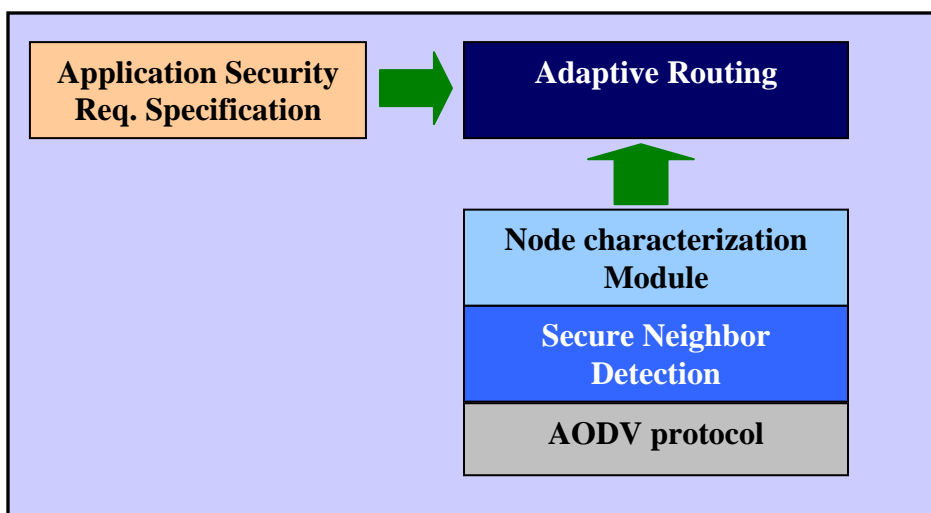 Application Security
Req. Specification
Adaptive Routing
Node characterization
Module
Secure Neighbor
Detection
AODV protocol